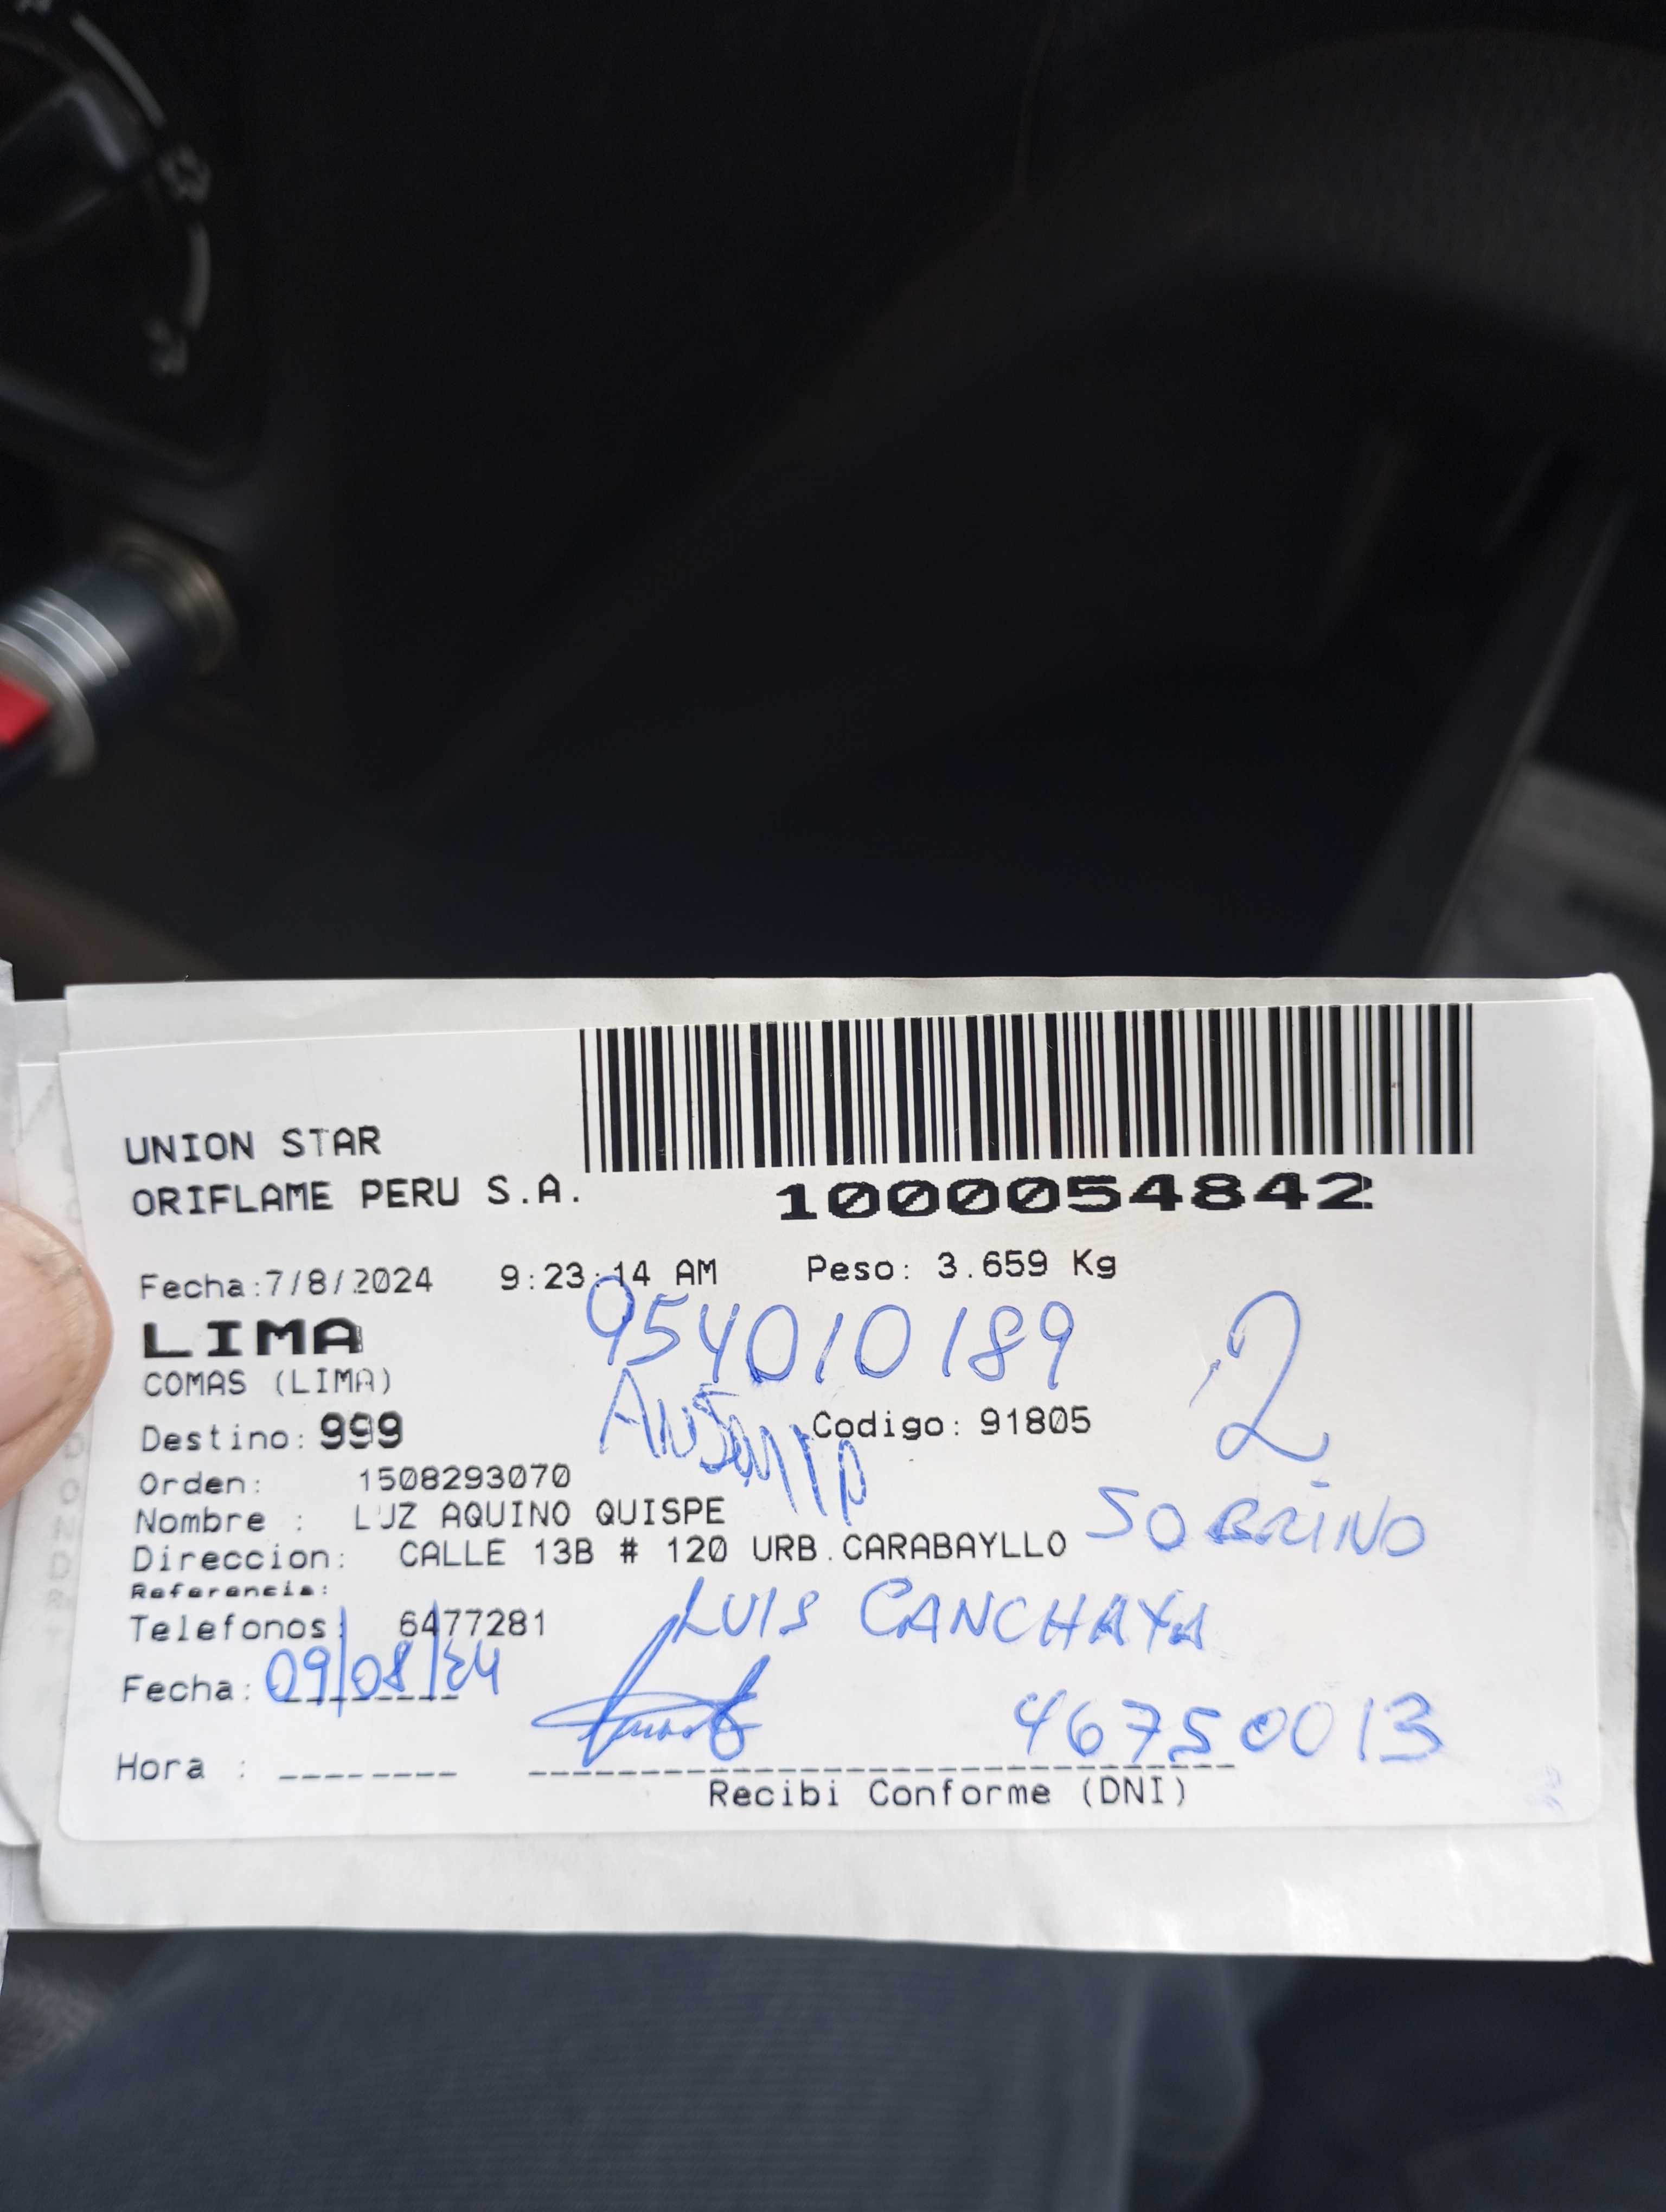 UNION STAR
ORIFLAME PERU S.A.
1000054842
Fecha:7/8/2024 9:23:14 AM Peso: 3.659 Kg
LIMA
954010189
2
COMAS (LIMA)
Destino: 999
Codigo: 91805
Orden: 1508293070
Nombre : LUZ AQUINO QUISPE
SOBRINO
Direccion: CALLE 13B # 120 URB.CARABAYLLO
Referencia:
LUIS CANCHAYA
Telefonos: 6477281
Fecha: 09/08/24
46750013
Hora :
Recibi Conforme (DNI)